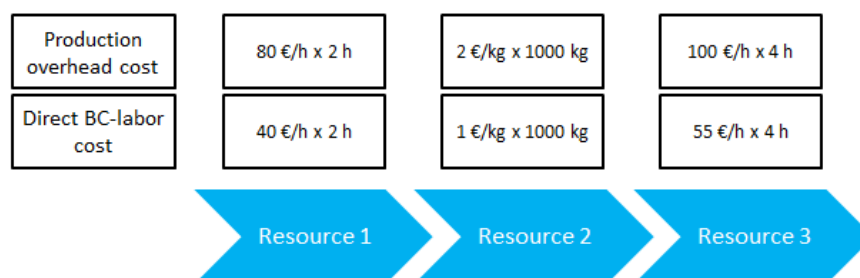 Production
overhead cost
80 €/h x 2 h
2 €/kg x 1000 kg
100 €/h x 4 h
Direct BC-labor
cost
40 €/h x 2 h
1 €/kg x 1000 kg
55 €/h x 4 h
Resource 1
Resource 2
Resource 3